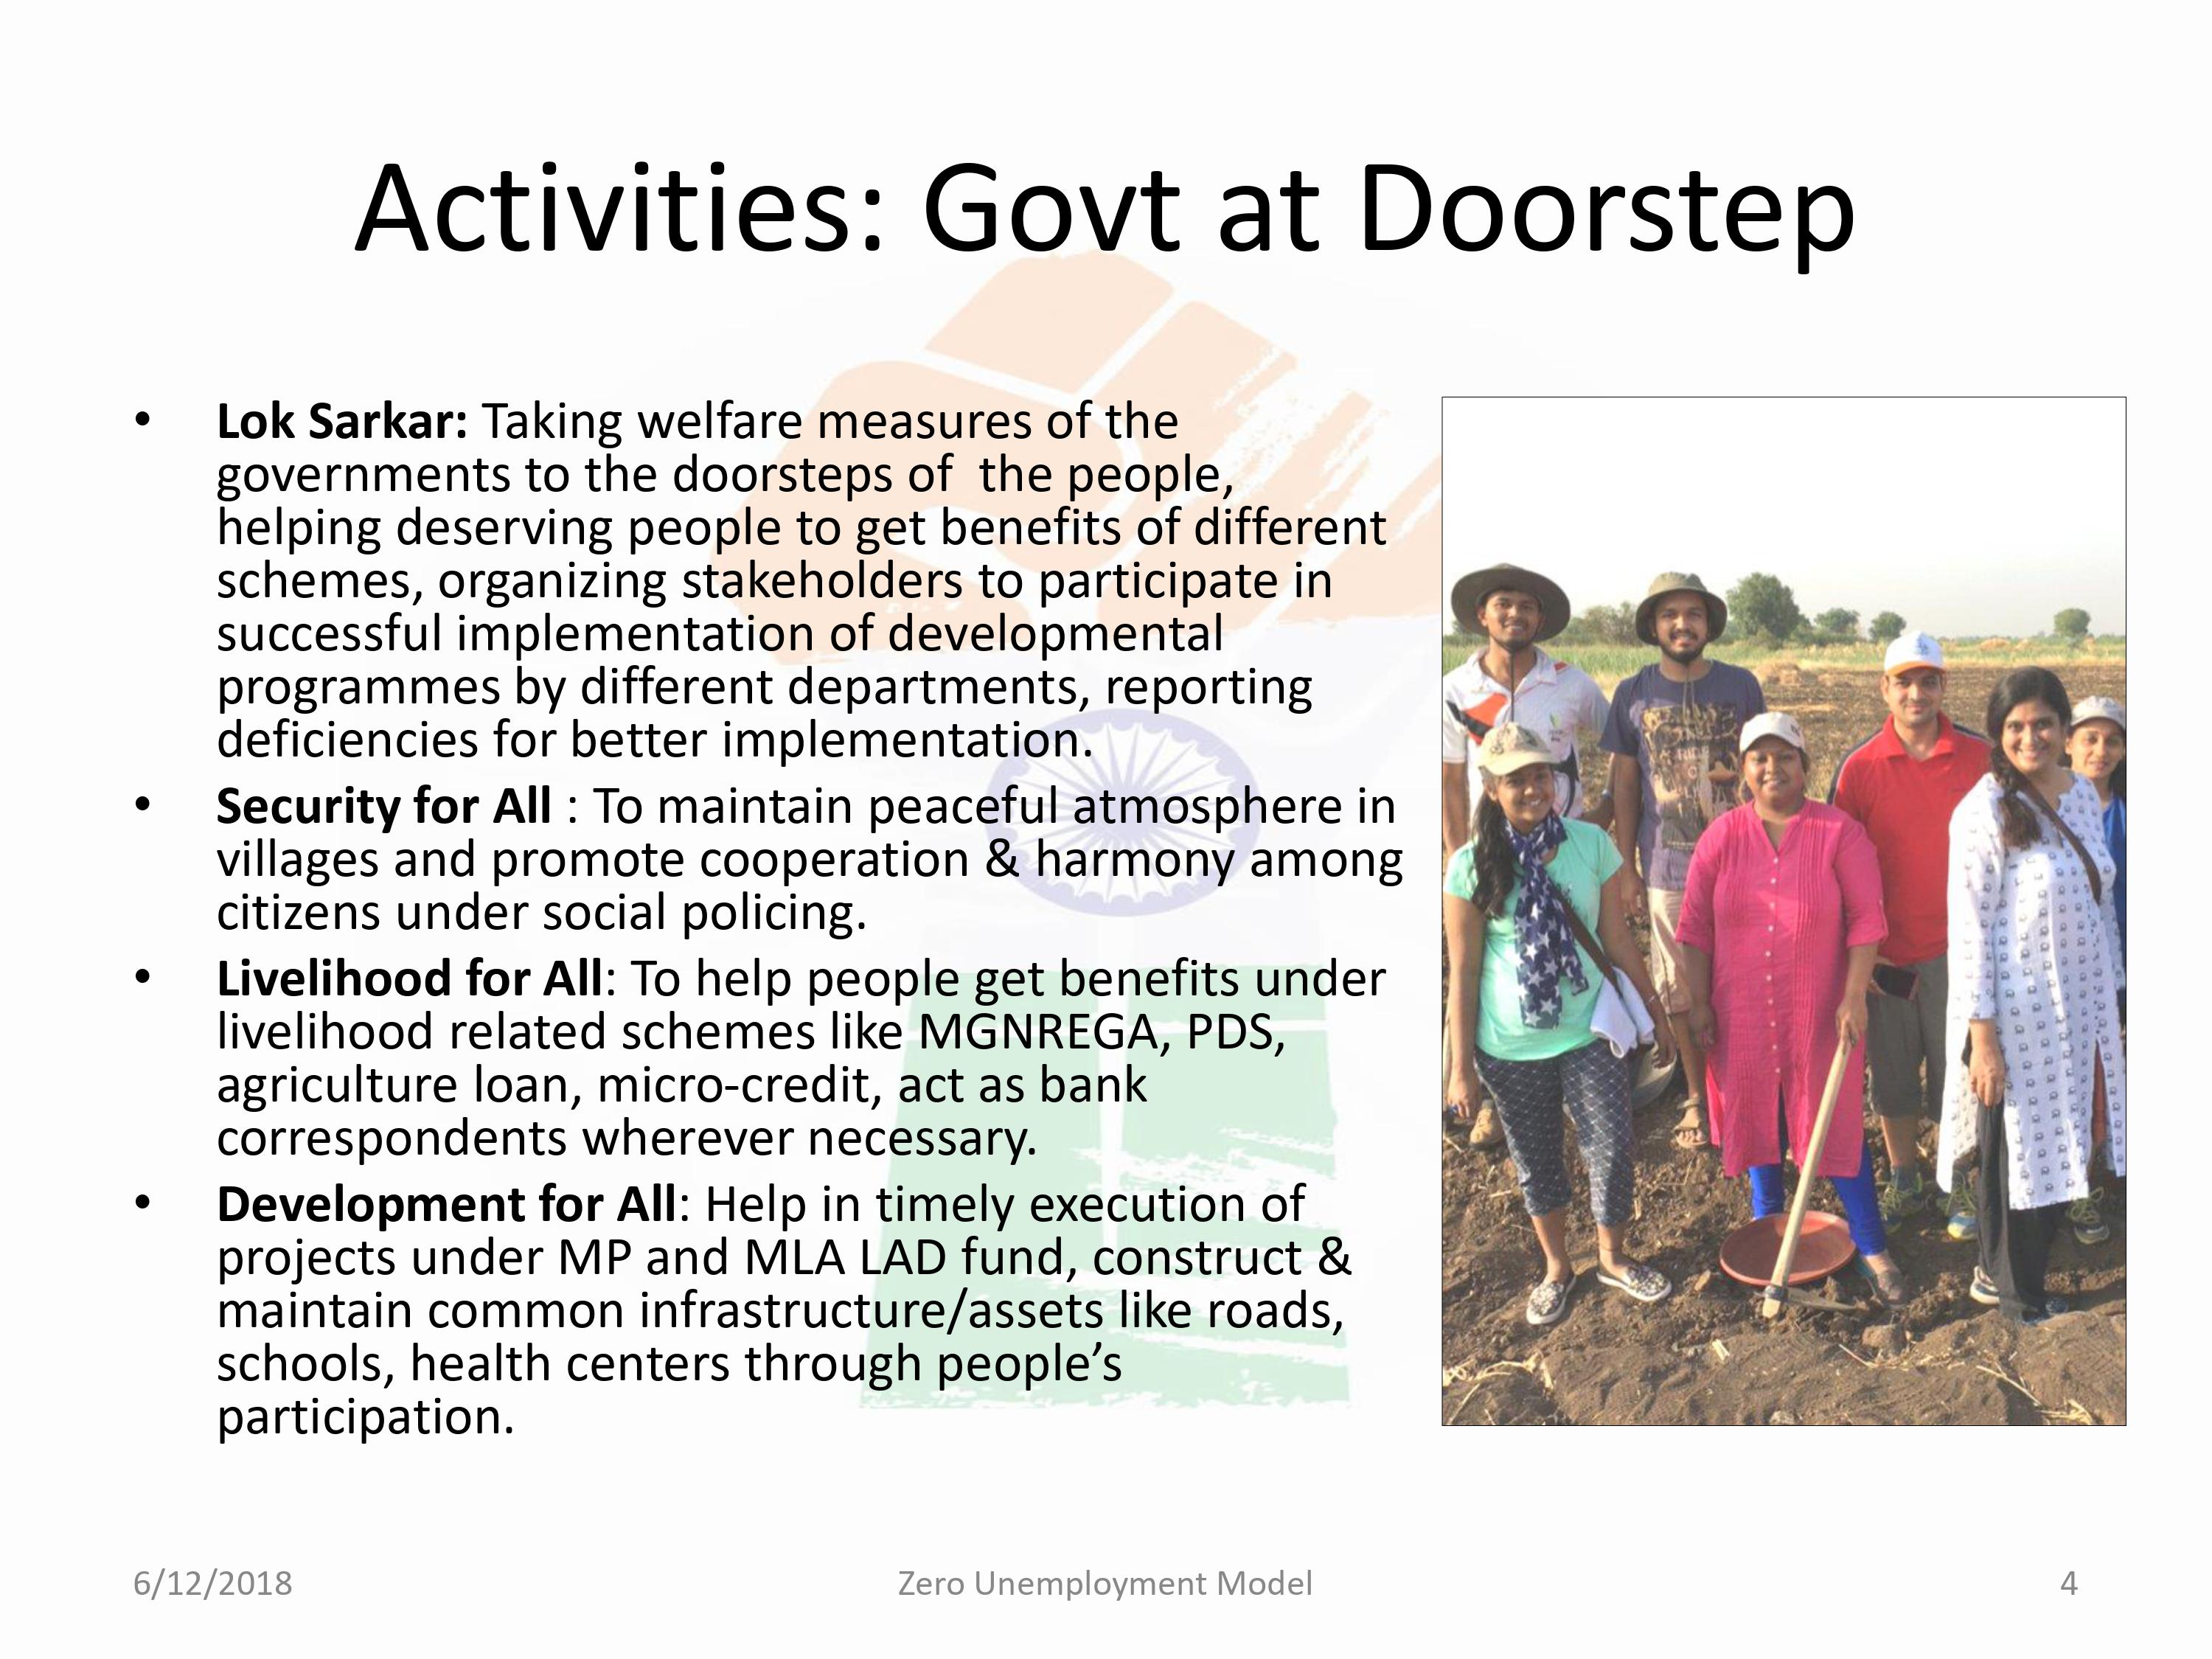 Activities: Govt at Doorstep
• Lok Sarkar: Taking welfare measures of the
governments to the doorsteps of  the people,
helping deserving people to get benefits of different
schemes, organizing stakeholders to participate in
successful implementation of developmental
programmes by different departments, reporting
deficiencies for better implementation.
• Security for All : To maintain peaceful atmosphere in
villages and promote cooperation & harmony among
citizens under social policing.
• Livelihood for All: To help people get benefits under
livelihood related schemes like MGNREGA, PDS,
agriculture loan, micro-credit, act as bank
correspondents wherever necessary.
• Development for All: Help in timely execution of
projects under MP and MLA LAD fund, construct &
maintain common infrastructure/assets like roads,
schools, health centers through people’s
participation.
6/12/2018
Zero Unemployment Model
4